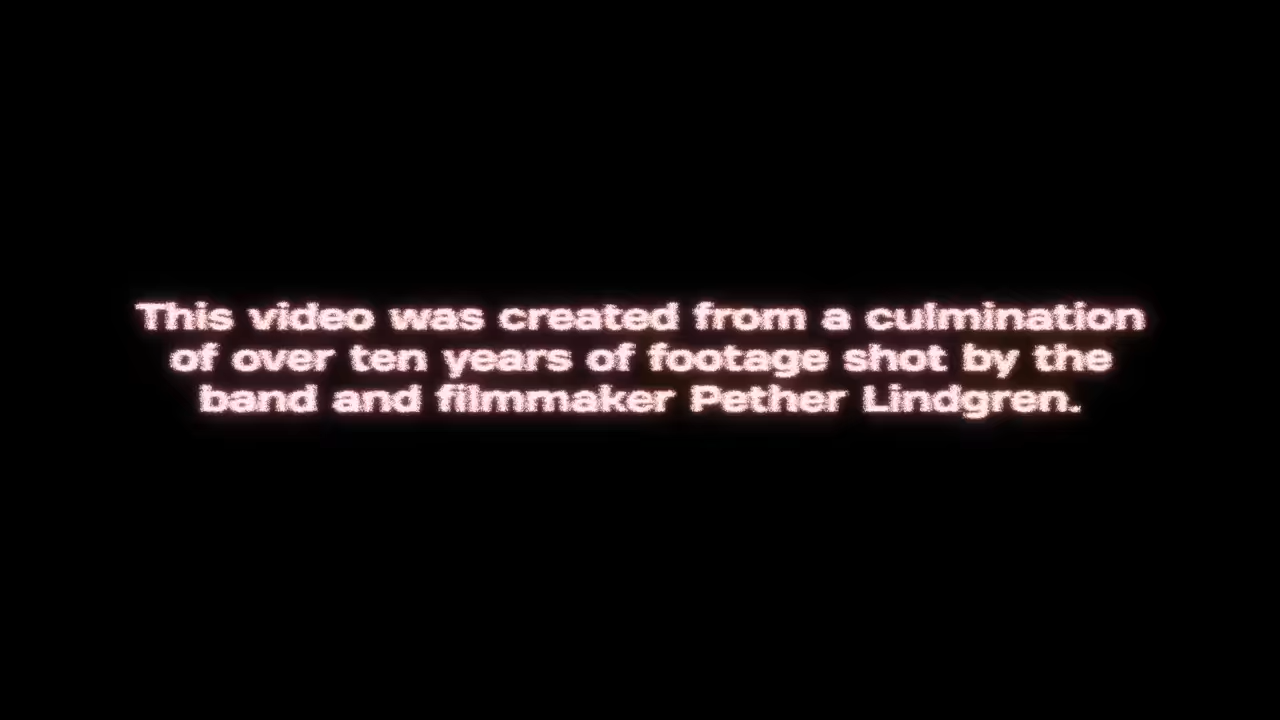 This video was created from a culmination
of over ten years of footage shot by the
band and filmmaker Pether Lindgren.